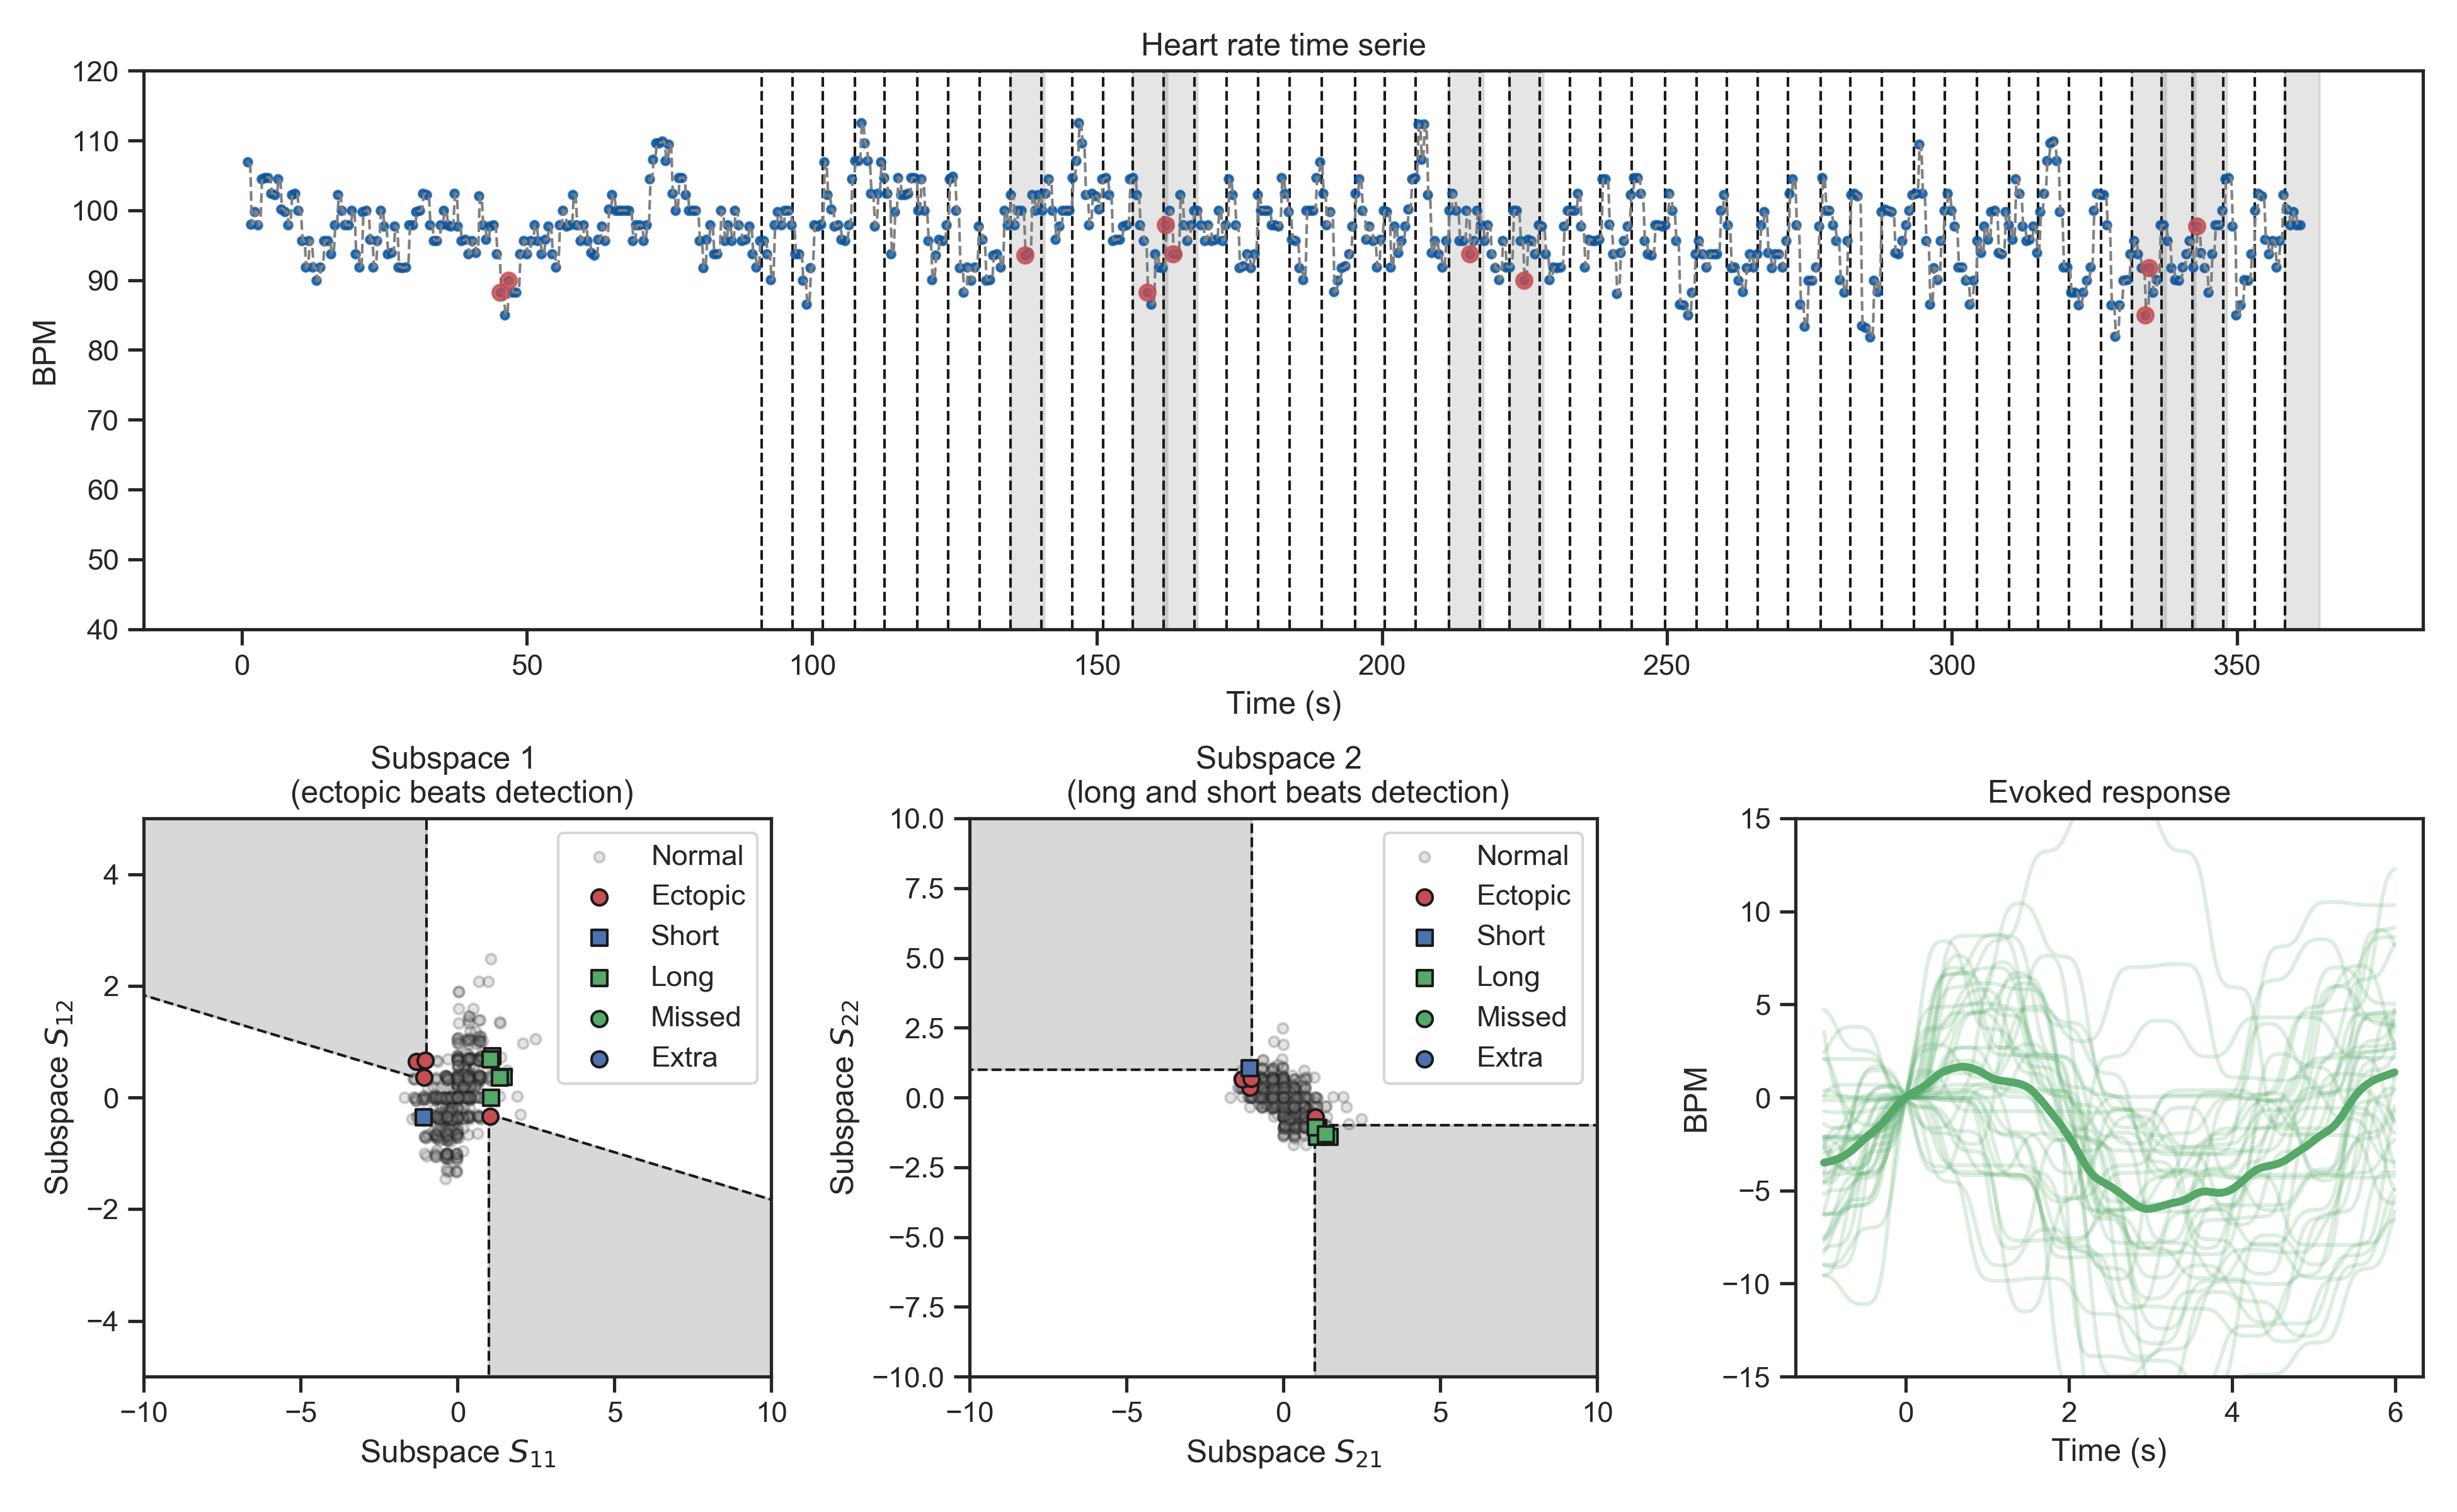 Heart rate time serie
120
110
100
90
80
70
60
50
40
BPM
0
50
100
150
200
250
300
350
Time (s)
Subspace 1
(ectopic beats detection)
4
2
0
−2
−4
Subspace S12
Normal
Ectopic
Short
Long
Missed
Extra
−10
−5
0
5
10
Subspace S11
Subspace 2
(long and short beats detection)
10.0
7.5
5.0
2.5
0.0
−2.5
−5.0
−7.5
−10.0
Subspace S22
Normal
Ectopic
Short
Long
Missed
Extra
−10
−5
0
5
10
Subspace S21
Evoked response
15
10
5
0
−5
−10
−15
BPM
0
2
4
6
Time (s)